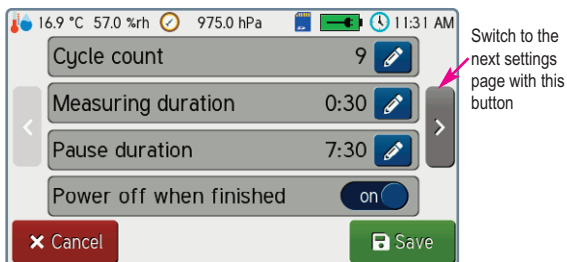 16.9 °C 57.0 %rh 975.0 hPa 11:31 AM
Cycle count 9
Measuring duration 0:30
Pause duration 7:30
Power off when finished on
Cancel Save
Switch to the
next settings
page with this
button